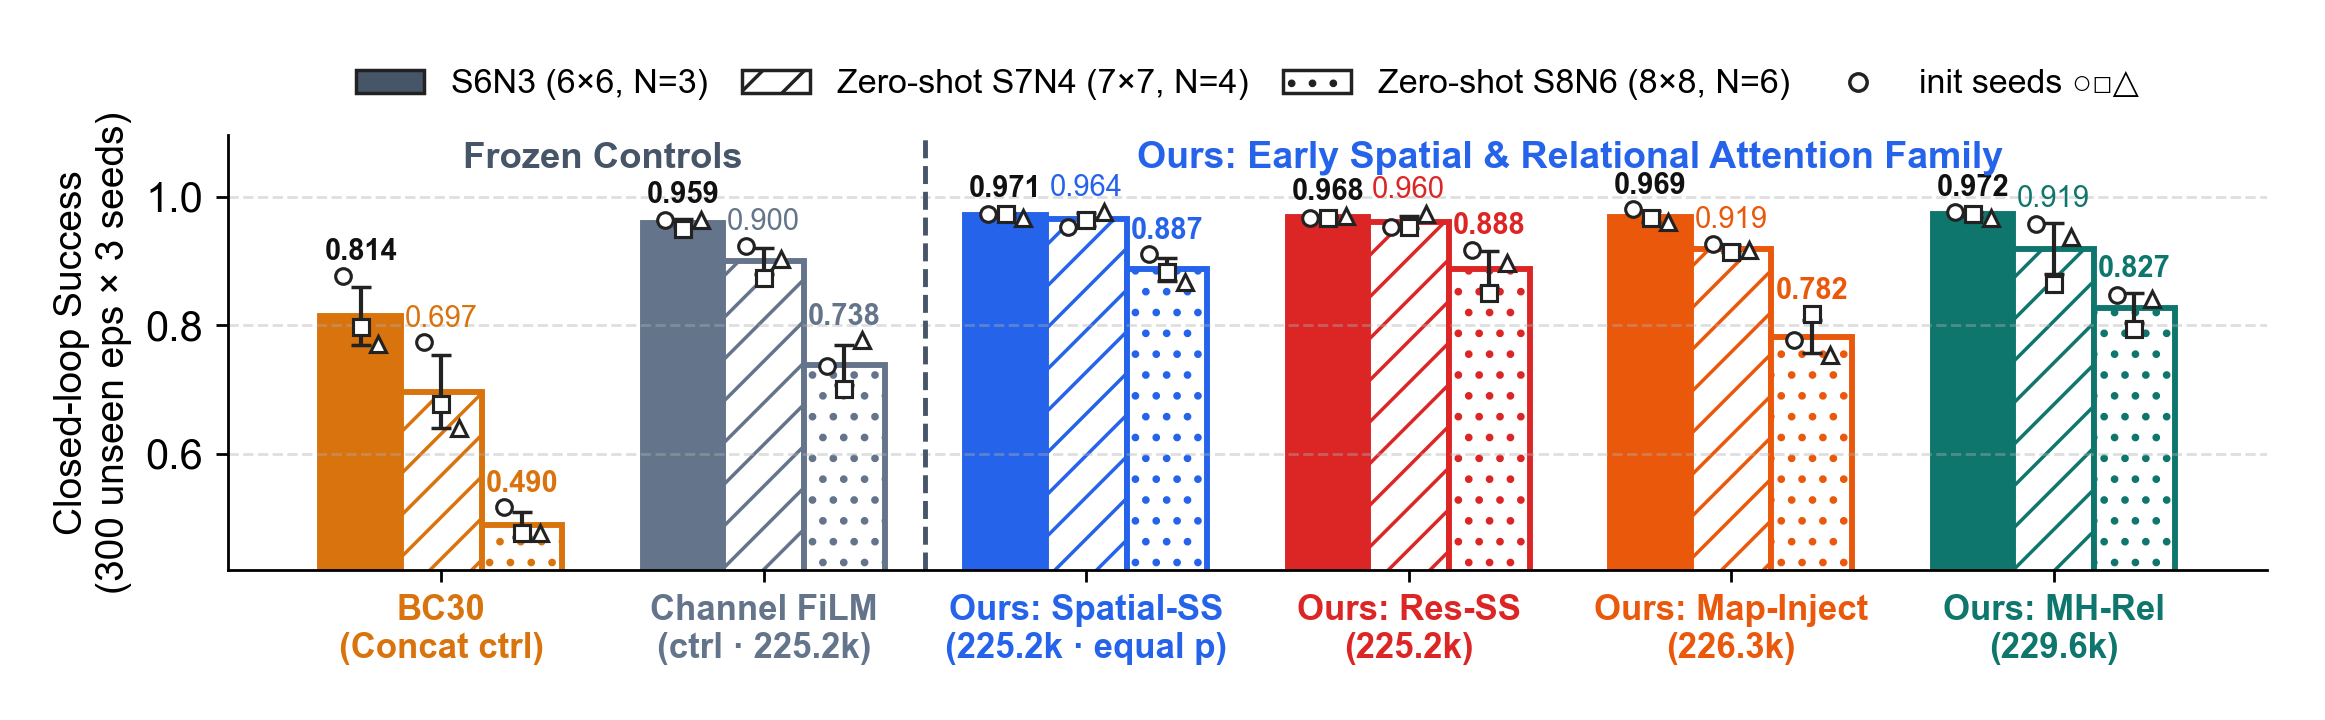 S6N3 (6×6, N=3)
Zero-shot S7N4 (7×7, N=4)
Zero-shot S8N6 (8×8, N=6)
init seeds ○□△
Closed-loop Success
(300 unseen eps × 3 seeds)
1.0
0.8
0.6
Frozen Controls
Ours: Early Spatial & Relational Attention Family
0.814
0.697
0.490
0.959
0.900
0.738
0.971
0.964
0.887
0.968
0.960
0.888
0.969
0.919
0.782
0.972
0.919
0.827
BC30
(Concat ctrl)
Channel FiLM
(ctrl · 225.2k)
Ours: Spatial-SS
(225.2k · equal p)
Ours: Res-SS
(225.2k)
Ours: Map-Inject
(226.3k)
Ours: MH-Rel
(229.6k)